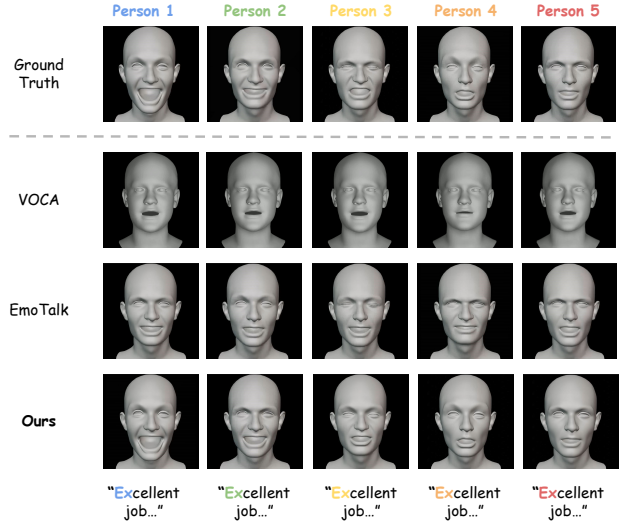 Person 1 Person 2 Person 3 Person 4 Person 5
Ground
Truth
VOCA
EmoTalk
Ours
“Excellent “Excellent “Excellent “Excellent “Excellent
job...” job...” job...” job...” job...”